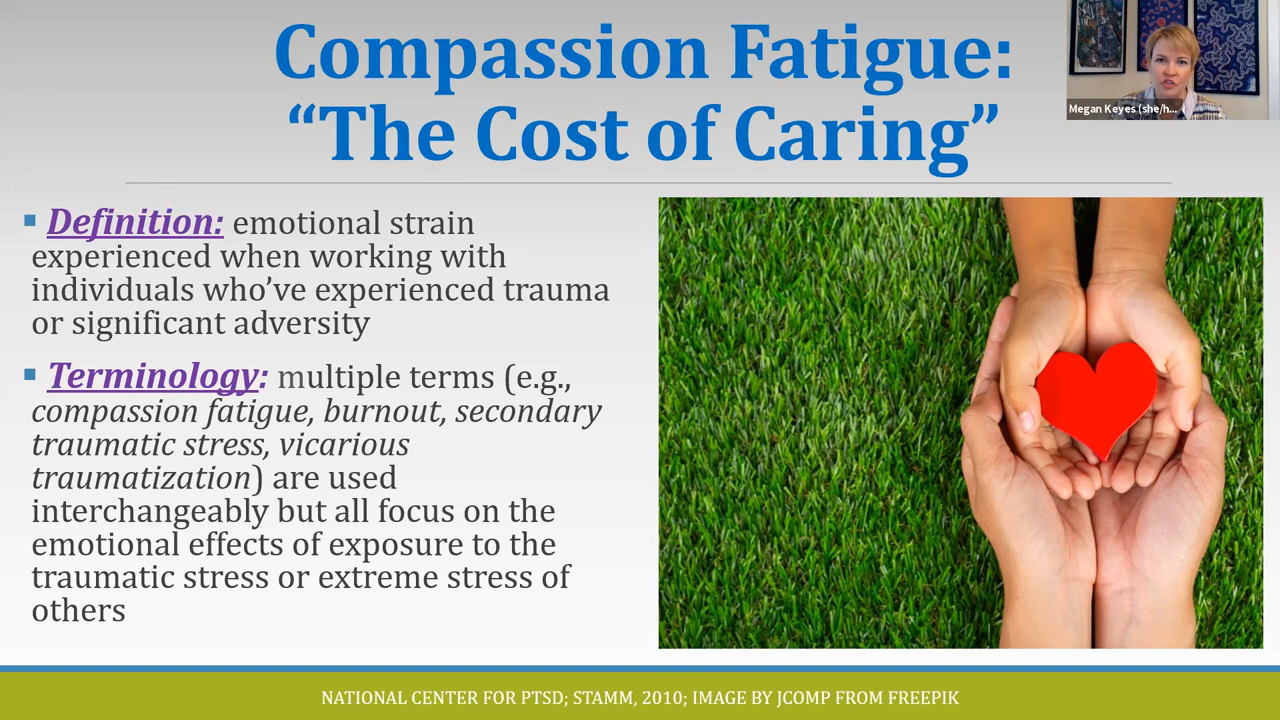 Compassion Fatigue:
“The Cost of Caring”
Megan Keyes (she/h...
Definition: emotional strain
experienced when working with
individuals who’ve experienced trauma
or significant adversity
Terminology: multiple terms (e.g.,
compassion fatigue, burnout, secondary
traumatic stress, vicarious
traumatization) are used
interchangeably but all focus on the
emotional effects of exposure to the
traumatic stress or extreme stress of
others
NATIONAL CENTER FOR PTSD; STAMM, 2010; IMAGE BY JCOMP FROM FREEPIK